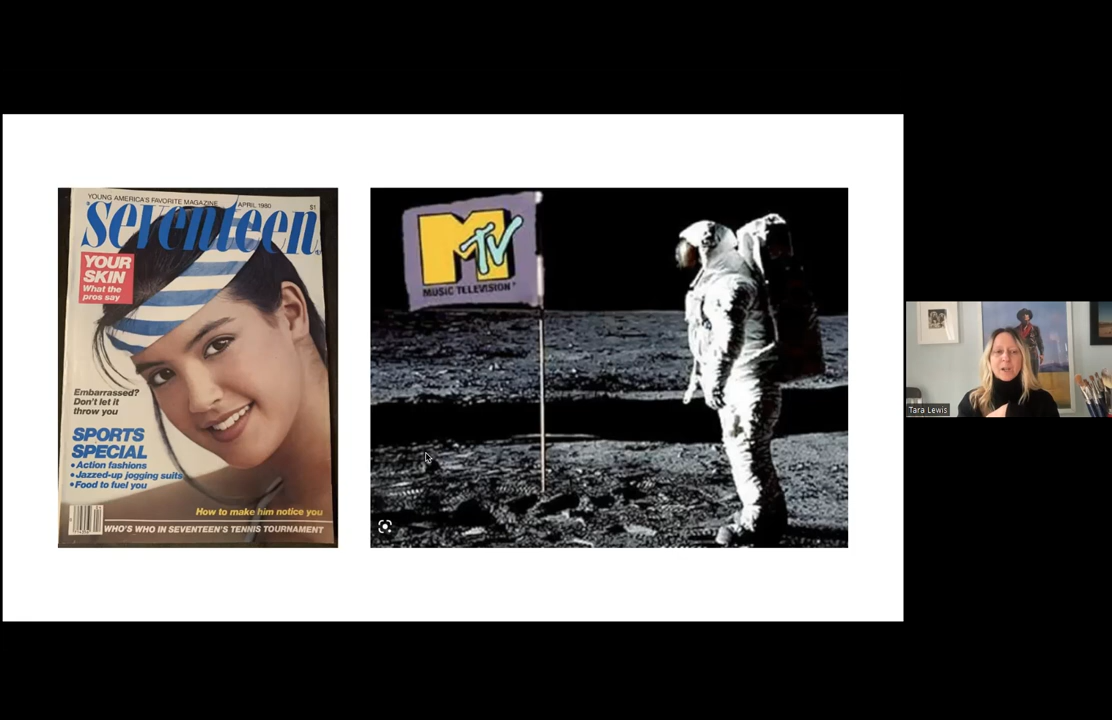 YOUNG AMERICA'S FAVORITE MAGAZINE APRIL 1980 $1
seventeen
YOUR
SKIN
What the
pros say
Embarrassed?
Don't let it
throw you
SPORTS
SPECIAL
• Action fashions
• Jazzed-up jogging suits
• Food to fuel you
How to make him notice you
WHO'S WHO IN SEVENTEEN'S TENNIS TOURNAMENT
MTV
MUSIC TELEVISION
Tara Lewis